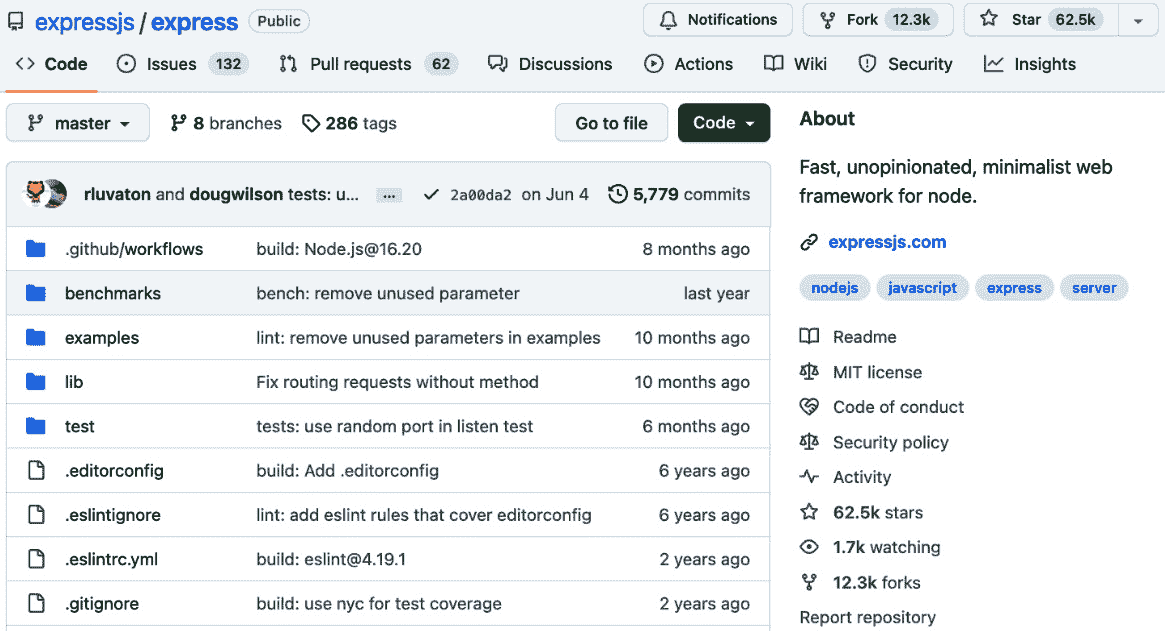 expressjs / express Public Notifications Fork 12.3k Star 62.5k
Code Issues 132 Pull requests 62 Discussions Actions Wiki Security Insights
master 8 branches 286 tags Go to file Code
rluvaton and dougwilson tests: u... ... 2a00da2 on Jun 4 5,779 commits
.github/workflows build: Node.js@16.20 8 months ago
benchmarks bench: remove unused parameter last year
examples lint: remove unused parameters in examples 10 months ago
lib Fix routing requests without method 10 months ago
test tests: use random port in listen test 6 months ago
.editorconfig build: Add .editorconfig 6 years ago
.eslintignore lint: add eslint rules that cover editorconfig 6 years ago
.eslintrc.yml build: eslint@4.19.1 2 years ago
.gitignore build: use nyc for test coverage 2 years ago
About
Fast, unopinionated, minimalist web
framework for node.
expressjs.com
nodejs javascript express server
Readme
MIT license
Code of conduct
Security policy
Activity
62.5k stars
1.7k watching
12.3k forks
Report repository